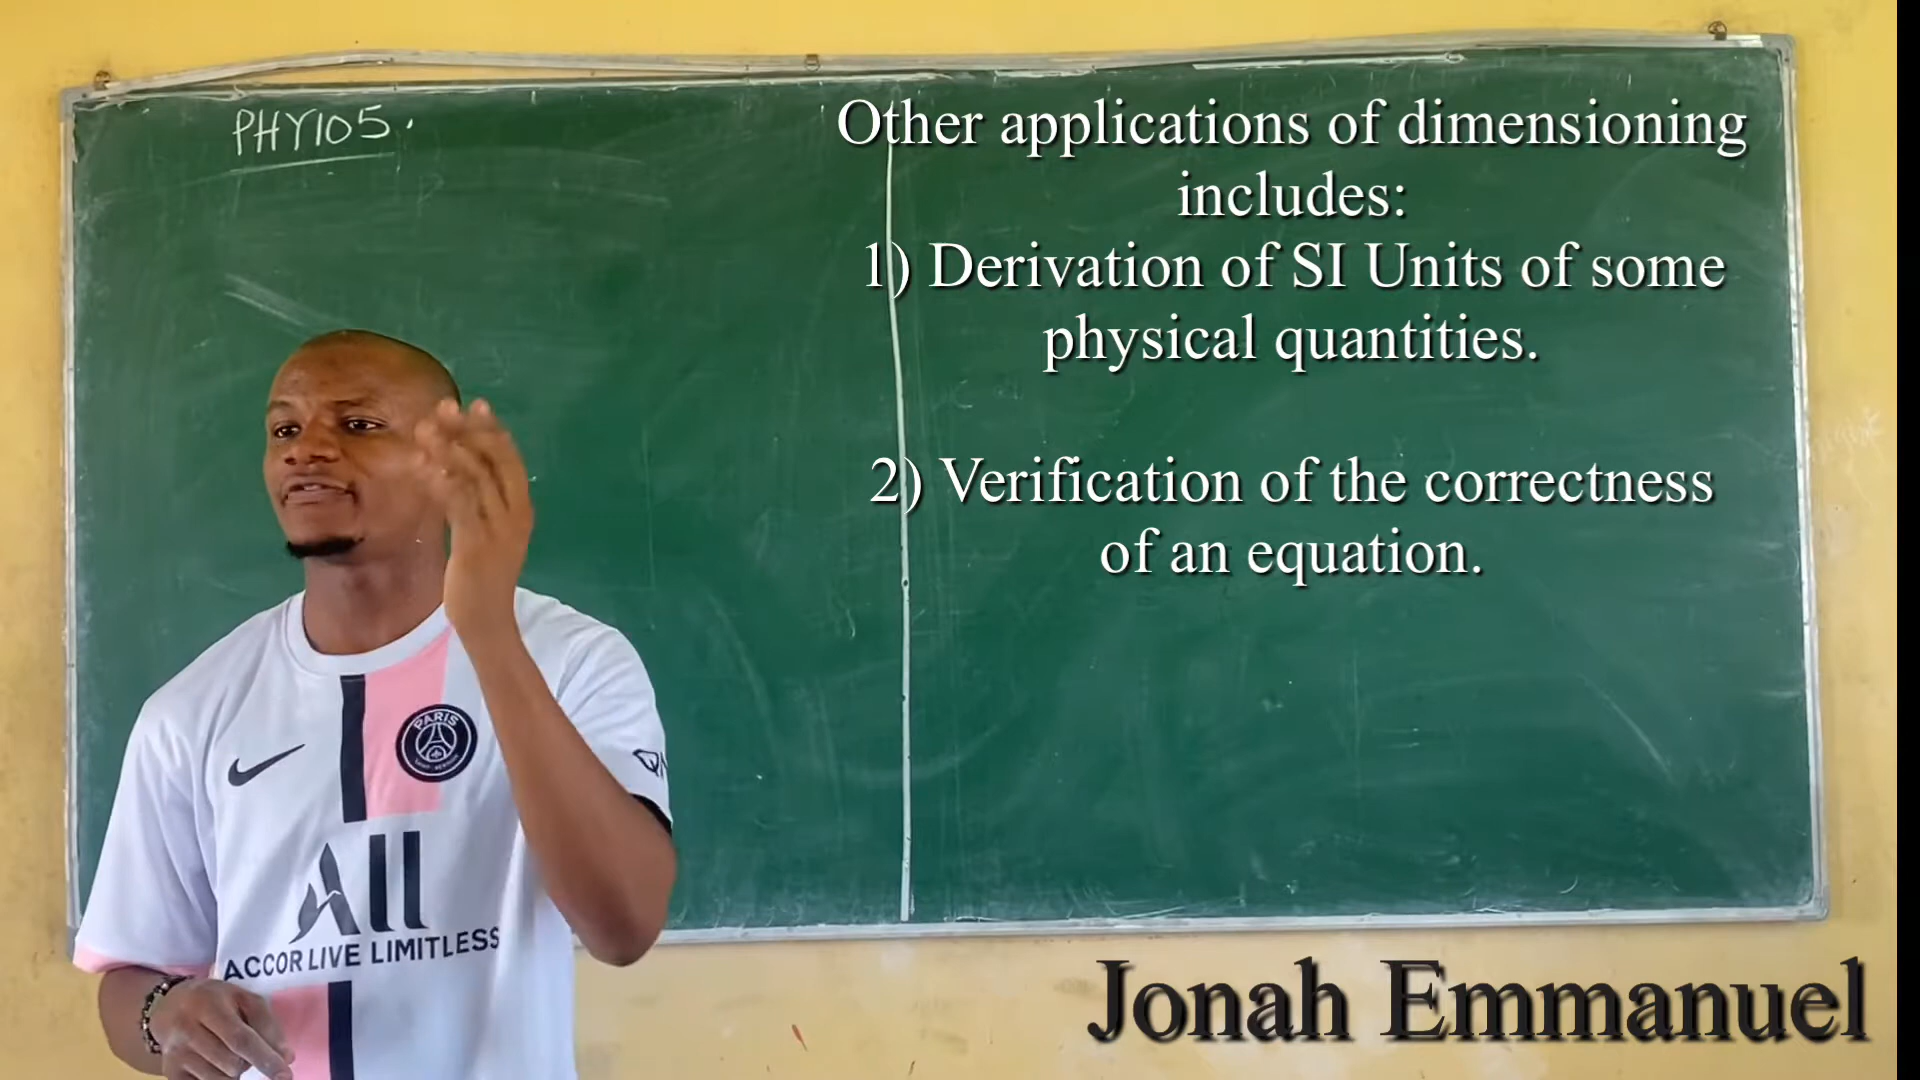 PHY105.
Other applications of dimensioning
includes:
1) Derivation of SI Units of some
physical quantities.
2) Verification of the correctness
of an equation.
PARIS
ALL
ACCOR LIVE LIMITLESS
Jonah Emmanuel